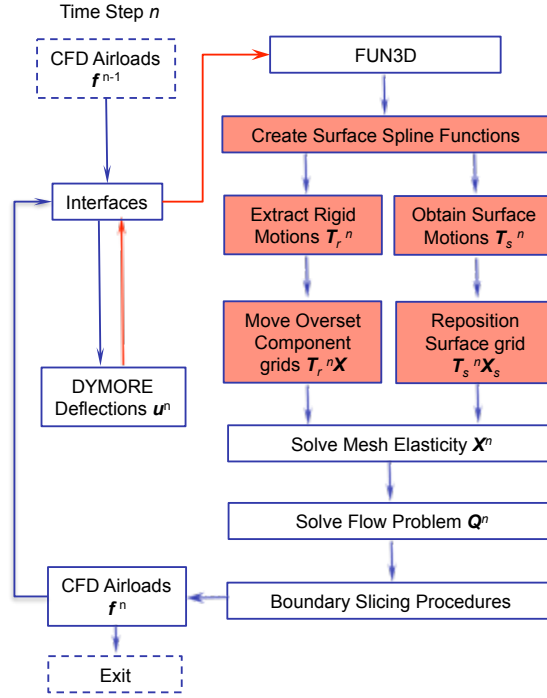 Time Step n
CFD Airloads
f n-1
FUN3D
Create Surface Spline Functions
Interfaces
Extract Rigid
Motions Tr n
Obtain Surface
Motions Ts n
Move Overset
Component
grids Tr nX
Reposition
Surface grid
Ts nXs
DYMORE
Deflections un
Solve Mesh Elasticity Xn
Solve Flow Problem Qn
CFD Airloads
f n
Boundary Slicing Procedures
Exit